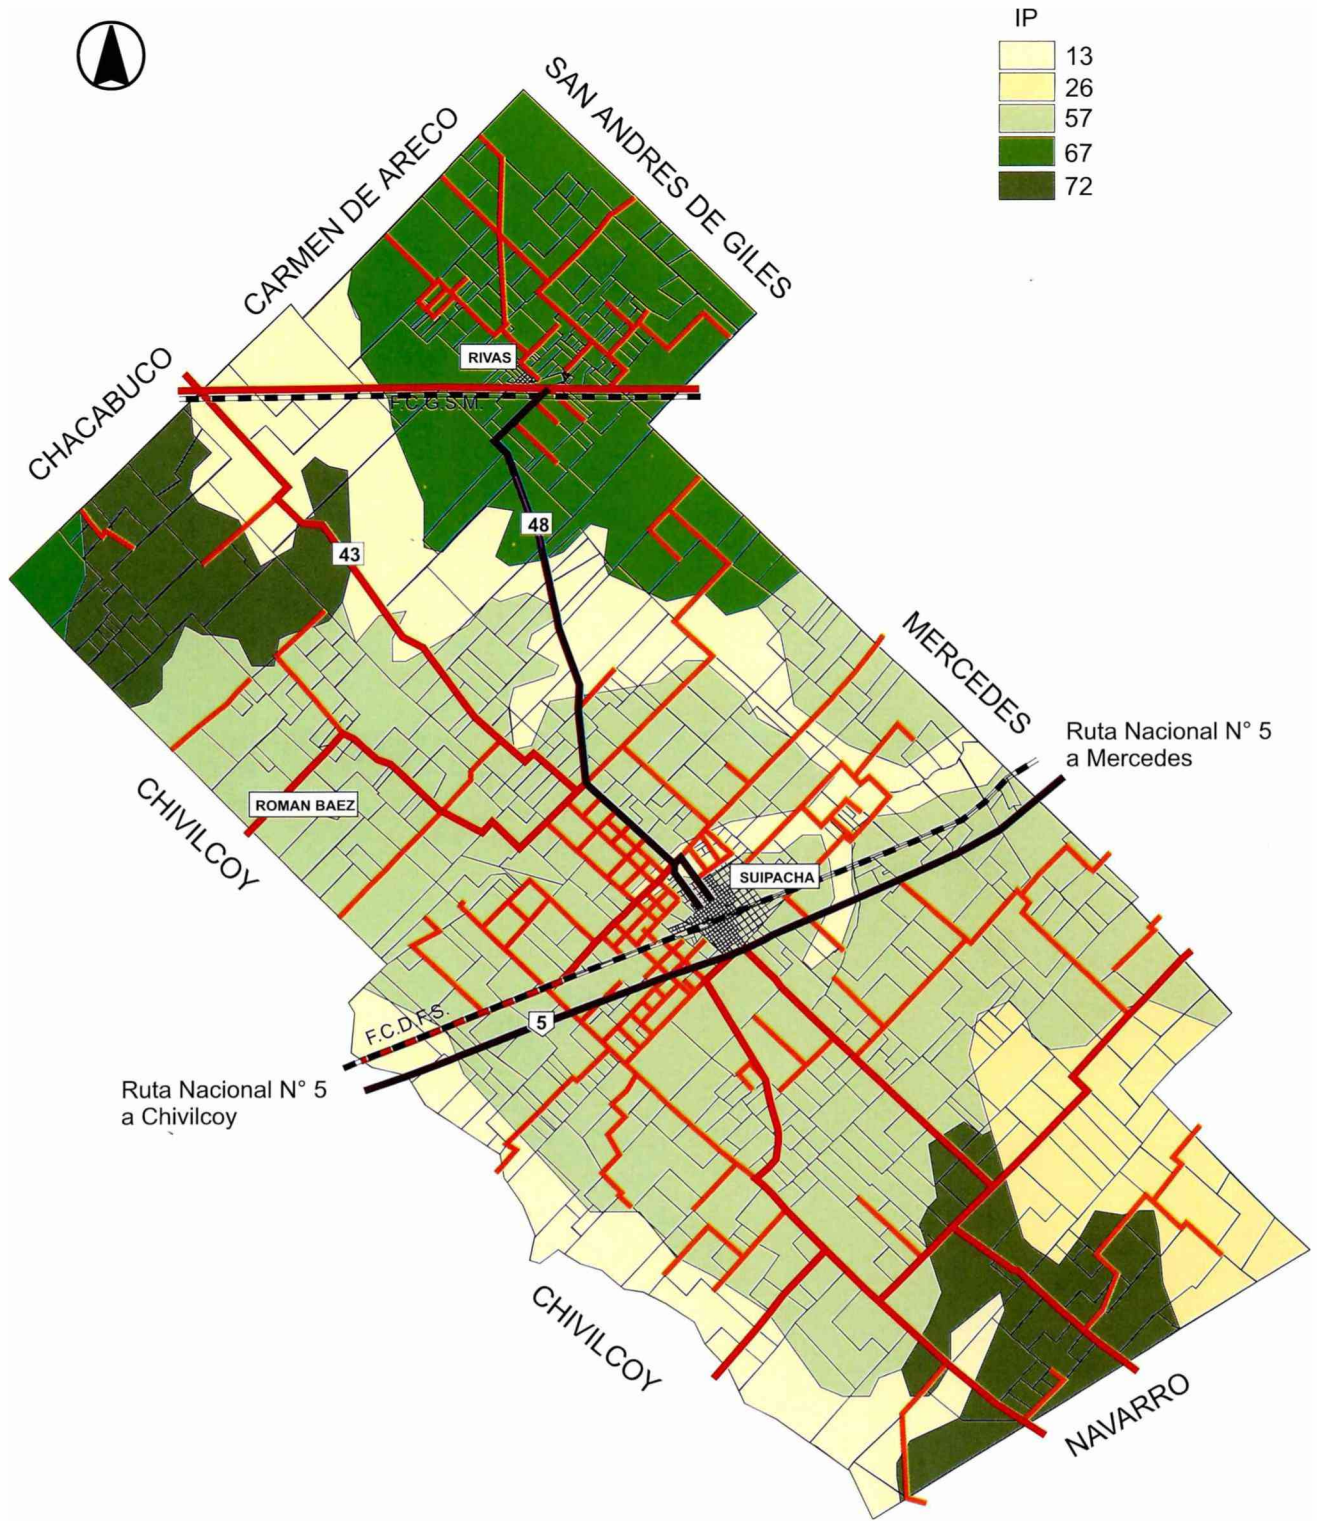 IP
13
26
57
67
72
SAN ANDRES DE GILES
CARMEN DE ARECO
CHACABUCO
RIVAS
F.C.G.S.M.
48
43
MERCEDES
Ruta Nacional N° 5
a Mercedes
ROMAN BAEZ
CHIVILCOY
SUIPACHA
F.C.D.F.S.
5
Ruta Nacional N° 5
a Chivilcoy
CHIVILCOY
NAVARRO